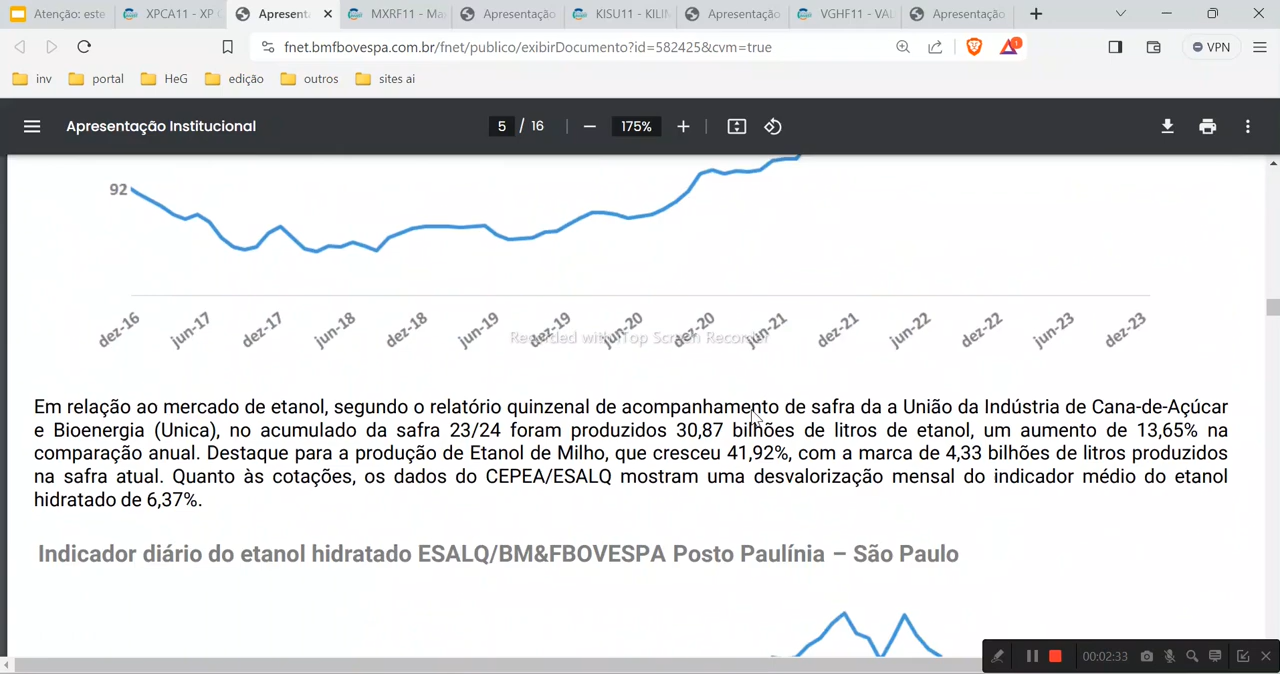 Atenção: este
XPCA11 - XP
Apresent
MXRF11 - Ma
Apresentação
KISU11 - KILIN
Apresentação
VGHF11 - VAL
Apresentação
fnet.bmfbovespa.com.br/fnet/publico/exibirDocumento?id=582425&cvm=true
1
VPN
inv
portal
HeG
edição
outros
sites ai
Apresentação Institucional
5 / 16
175%
92
dez-16
jun-17
dez-17
jun-18
dez-18
jun-19
dez-19
jun-20
dez-20
jun-21
dez-21
jun-22
dez-22
jun-23
dez-23
Recorded with iTop Screen Recorder
Em relação ao mercado de etanol, segundo o relatório quinzenal de acompanhamento de safra da a União da Indústria de Cana-de-Açúcar
e Bioenergia (Unica), no acumulado da safra 23/24 foram produzidos 30,87 bilhões de litros de etanol, um aumento de 13,65% na
comparação anual. Destaque para a produção de Etanol de Milho, que cresceu 41,92%, com a marca de 4,33 bilhões de litros produzidos
na safra atual. Quanto às cotações, os dados do CEPEA/ESALQ mostram uma desvalorização mensal do indicador médio do etanol
hidratado de 6,37%.
Indicador diário do etanol hidratado ESALQ/BM&FBOVESPA Posto Paulínia – São Paulo
00:02:33